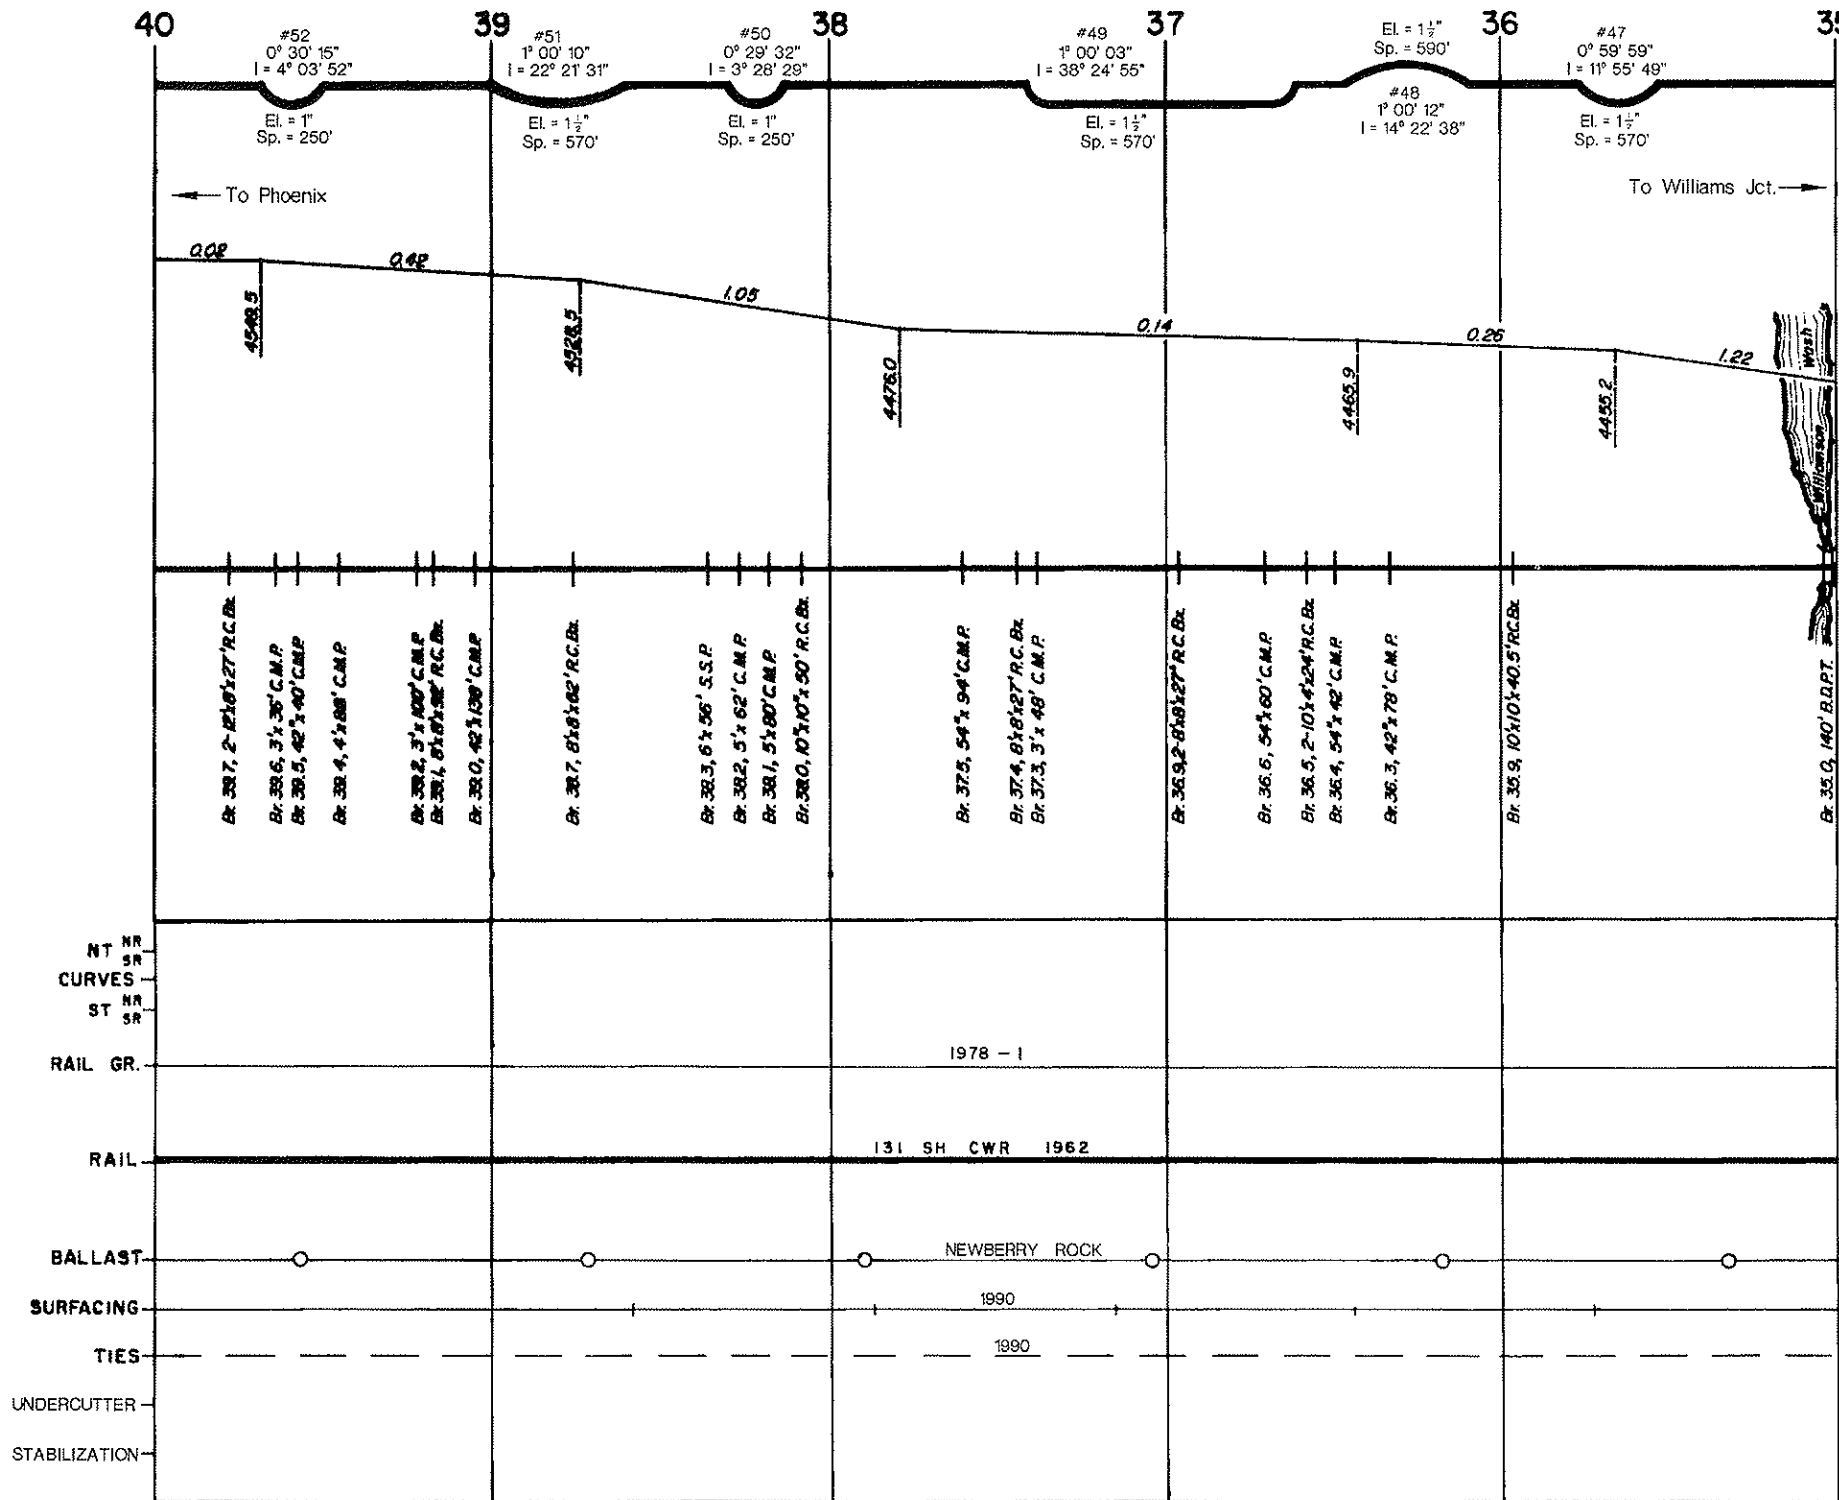 40
39
38
37
36
#52
0° 30' 15"
I = 4° 03' 52"
El. = 1"
Sp. = 250'
#51
1° 00' 10"
I = 22° 21' 31"
El. = 1½"
Sp. = 570'
#50
0° 29' 32"
I = 3° 28' 29"
El. = 1"
Sp. = 250'
#49
1° 00' 03"
I = 38° 24' 55"
El. = 1½"
Sp. = 570'
El. = 1½"
Sp. = 590'
#48
1° 00' 12"
I = 14° 22' 38"
#47
0° 59' 59"
I = 11° 55' 49"
El. = 1½"
Sp. = 570'
To Phoenix
To Williams Jct.
0.02
0.42
1.05
0.14
0.26
1.22
4549.5
4528.5
4476.0
4465.9
4455.2
Williamson Wash
Br. 39.7, 2-12'x8'x27' R.C. Bx.
Br. 39.6, 3' x 36' C.M.P.
Br. 39.5, 42" x 40' C.M.P.
Br. 39.4, 4' x 88' C.M.P.
Br. 39.2, 3' x 100' C.M.P.
Br. 39.1, 8'x8'x92' R.C. Bx.
Br. 39.0, 42" x 138' C.M.P.
Br. 38.7, 8'x8'x62' R.C. Bx.
Br. 38.3, 6' x 56' S.S.P.
Br. 38.2, 5' x 62' C.M.P.
Br. 38.1, 5'x80' C.M.P.
Br. 38.0, 10'x10'x50' R.C. Bx.
Br. 37.5, 54" x 94' C.M.P.
Br. 37.4, 8'x8'x27' R.C. Bx.
Br. 37.3, 3' x 48' C.M.P.
Br. 36.9, 2-8'x8'x27' R.C. Bx.
Br. 36.6, 54"x60' C.M.P.
Br. 36.5, 2-10'x4'x24' R.C. Bx.
Br. 36.4, 54" x 42' C.M.P.
Br. 36.3, 42" x 78' C.M.P.
Br. 35.9, 10'x10'x40.5' R.C. Bx.
Br. 35.0, 140' B.D.P.T.
NT NR
SR
CURVES
ST NR
SR
RAIL GR.
1978 - 1
RAIL
131 SH CWR 1962
BALLAST
NEWBERRY ROCK
SURFACING
1990
TIES
1990
UNDERCUTTER
STABILIZATION